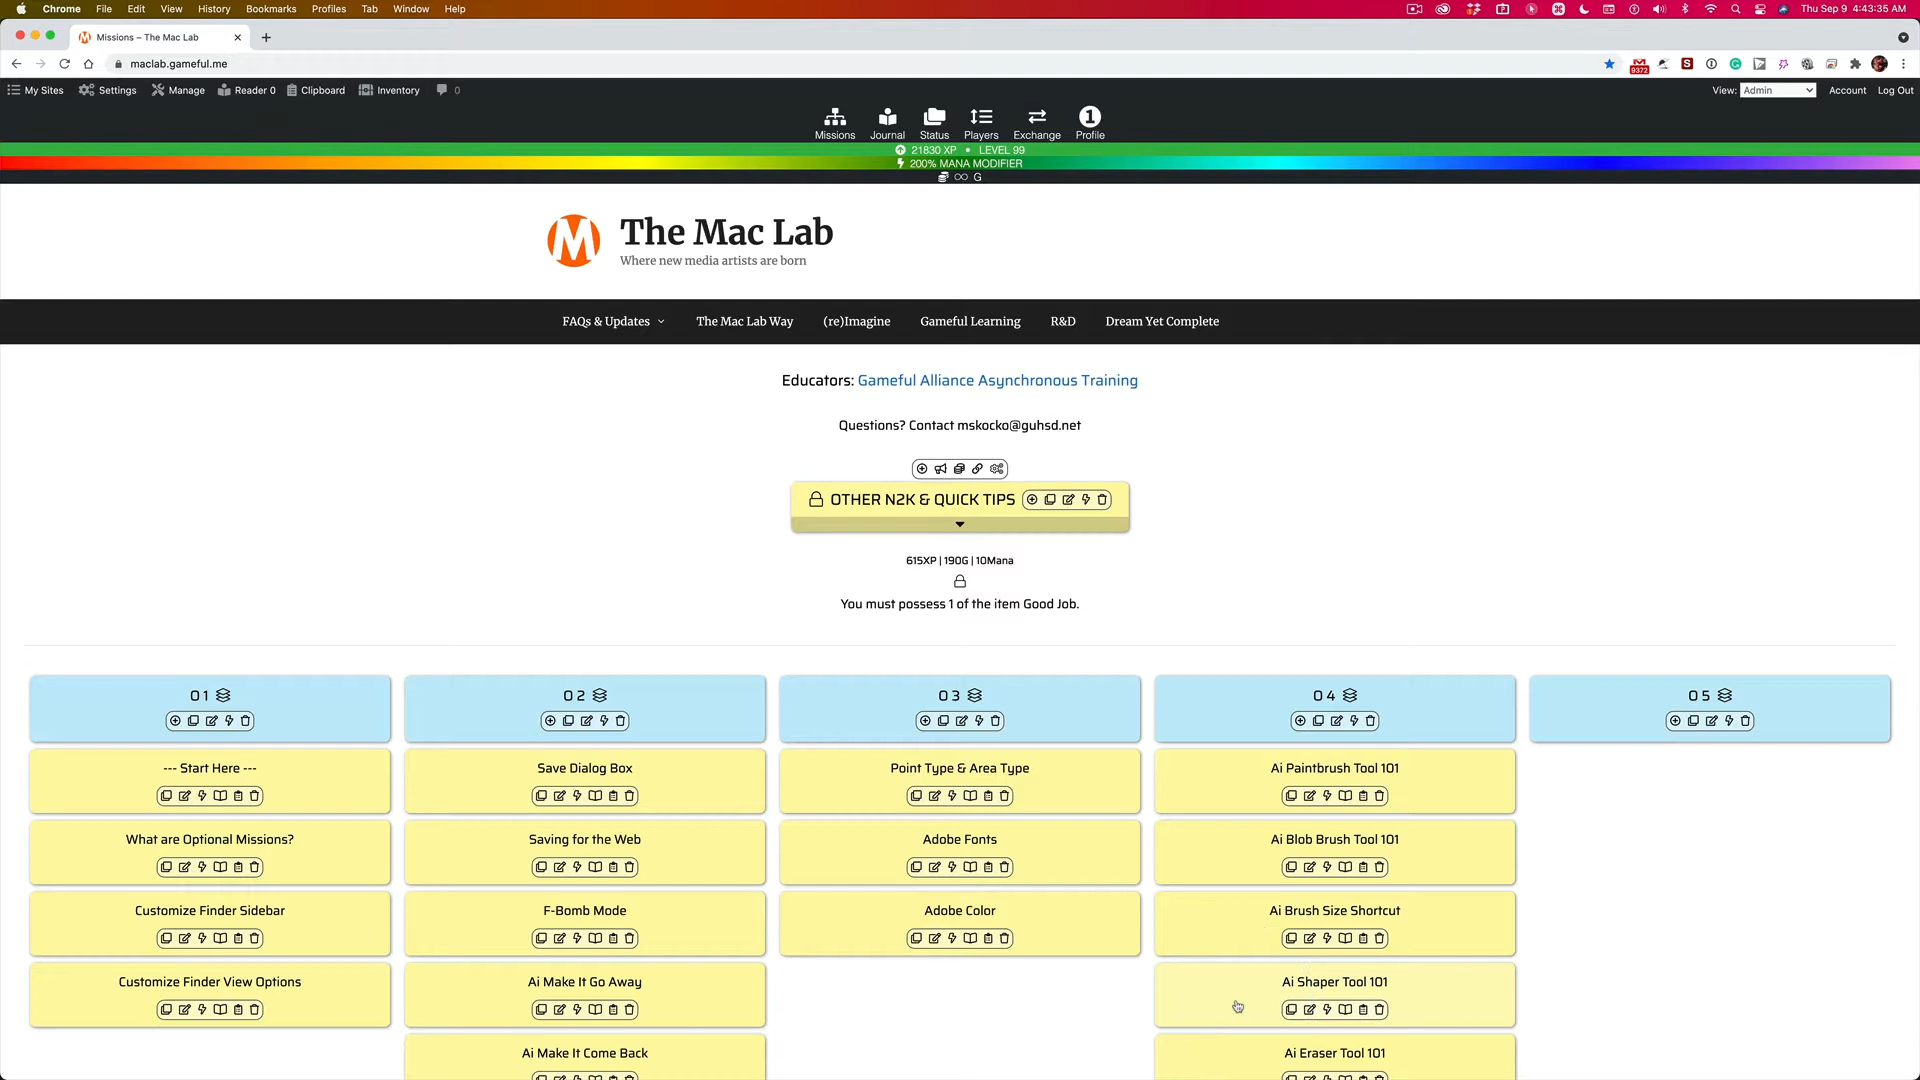 Chrome File Edit View History Bookmarks Profiles Tab Window Help Thu Sep 9 4:43:35 AM
Missions – The Mac Lab
maclab.gameful.me
9372
My Sites Settings Manage Reader 0 Clipboard Inventory 0 View: Admin Account Log Out
Missions Journal Status Players Exchange 1 Profile
21830 XP • LEVEL 99
200% MANA MODIFIER
∞ G
The Mac Lab
Where new media artists are born
FAQs & Updates The Mac Lab Way (re)Imagine Gameful Learning R&D Dream Yet Complete
Educators: Gameful Alliance Asynchronous Training
Questions? Contact mskocko@guhsd.net
OTHER N2K & QUICK TIPS
615XP | 190G | 10Mana
You must possess 1 of the item Good Job.
01 02 03 04 05
--- Start Here --- Save Dialog Box Point Type & Area Type Ai Paintbrush Tool 101
What are Optional Missions? Saving for the Web Adobe Fonts Ai Blob Brush Tool 101
Customize Finder Sidebar F-Bomb Mode Adobe Color Ai Brush Size Shortcut
Customize Finder View Options Ai Make It Go Away Ai Shaper Tool 101
Ai Make It Come Back Ai Eraser Tool 101